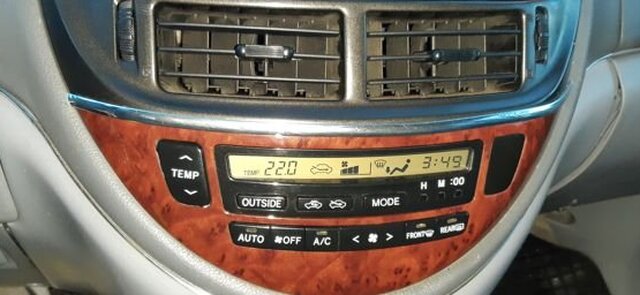 TEMP 22.0 3:49
TEMP
H M :00
OUTSIDE MODE
AUTO OFF A/C < > FRONT REAR